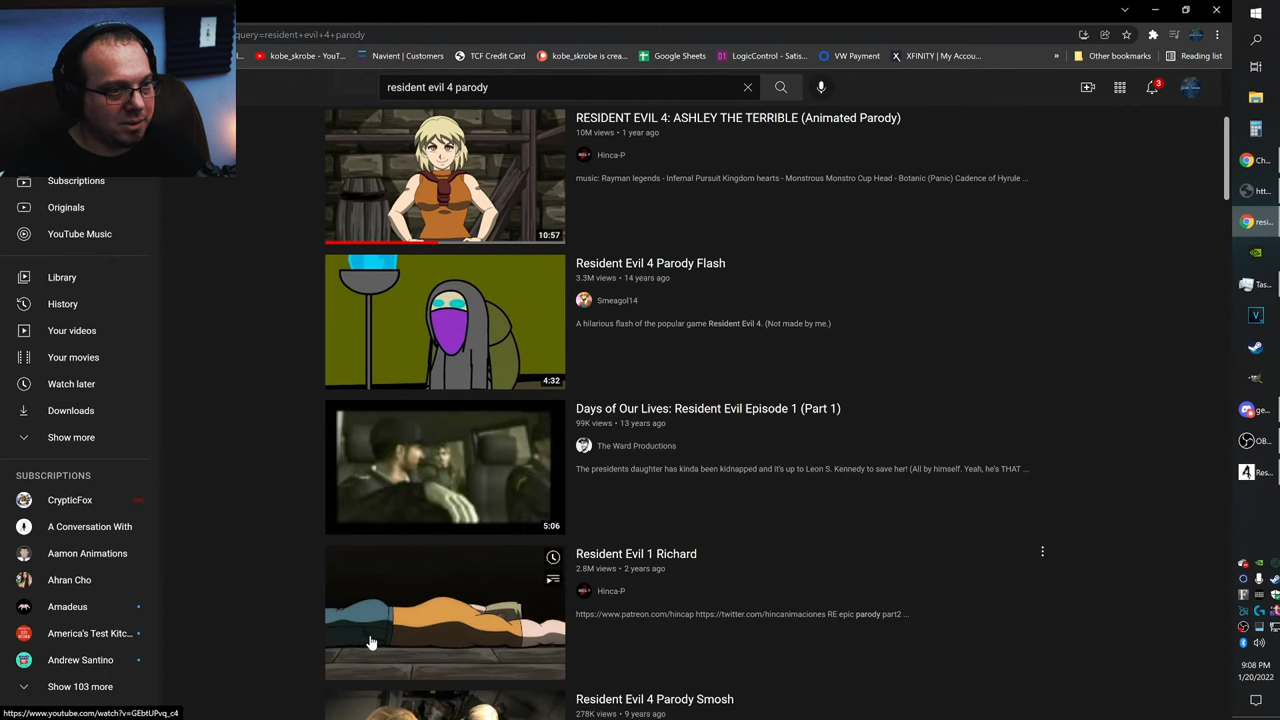 query=resident+evil+4+parody
kobe_skrobe - YouT...
Navient | Customers
TCF Credit Card
kobe_skrobe is crea...
Google Sheets
LogicControl - Satis...
VW Payment
XFINITY | My Accou...
»
Other bookmarks
Reading list
resident evil 4 parody
3
Subscriptions
Originals
YouTube Music
Library
History
Your videos
Your movies
Watch later
Downloads
Show more
SUBSCRIPTIONS
CrypticFox
A Conversation With
Aamon Animations
Ahran Cho
Amadeus
America's Test Kitc...
Andrew Santino
Show 103 more
https://www.youtube.com/watch?v=GEbtUPvq_c4
RESIDENT EVIL 4: ASHLEY THE TERRIBLE (Animated Parody)
10M views • 1 year ago
Hinca-P
music: Rayman legends - Infernal Pursuit Kingdom hearts - Monstrous Monstro Cup Head - Botanic (Panic) Cadence of Hyrule ...
10:57
Resident Evil 4 Parody Flash
3.3M views • 14 years ago
Smeagol14
A hilarious flash of the popular game Resident Evil 4. (Not made by me.)
4:32
Days of Our Lives: Resident Evil Episode 1 (Part 1)
99K views • 13 years ago
The Ward Productions
The presidents daughter has kinda been kidnapped and it's up to Leon S. Kennedy to save her! (All by himself. Yeah, he's THAT ...
5:06
Resident Evil 1 Richard
2.8M views • 2 years ago
Hinca-P
https://www.patreon.com/hincap https://twitter.com/hincanimaciones RE epic parody part2 ...
Resident Evil 4 Parody Smosh
278K views • 9 years ago
Ch...
htt...
resi...
Tas...
V
ge...
OB...
4
Res...
9:08 PM
1/20/2022